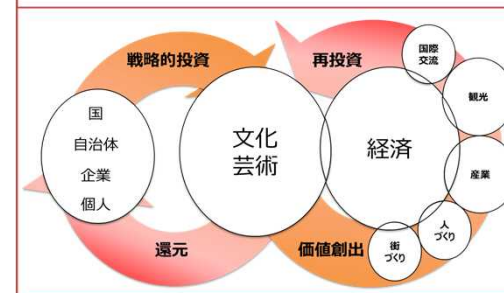 戦略的投資
再投資
国際
交流
観光
国
自治体
企業
個人
文化
芸術
経済
産業
人
づくり
街
づくり
還元
価値創出